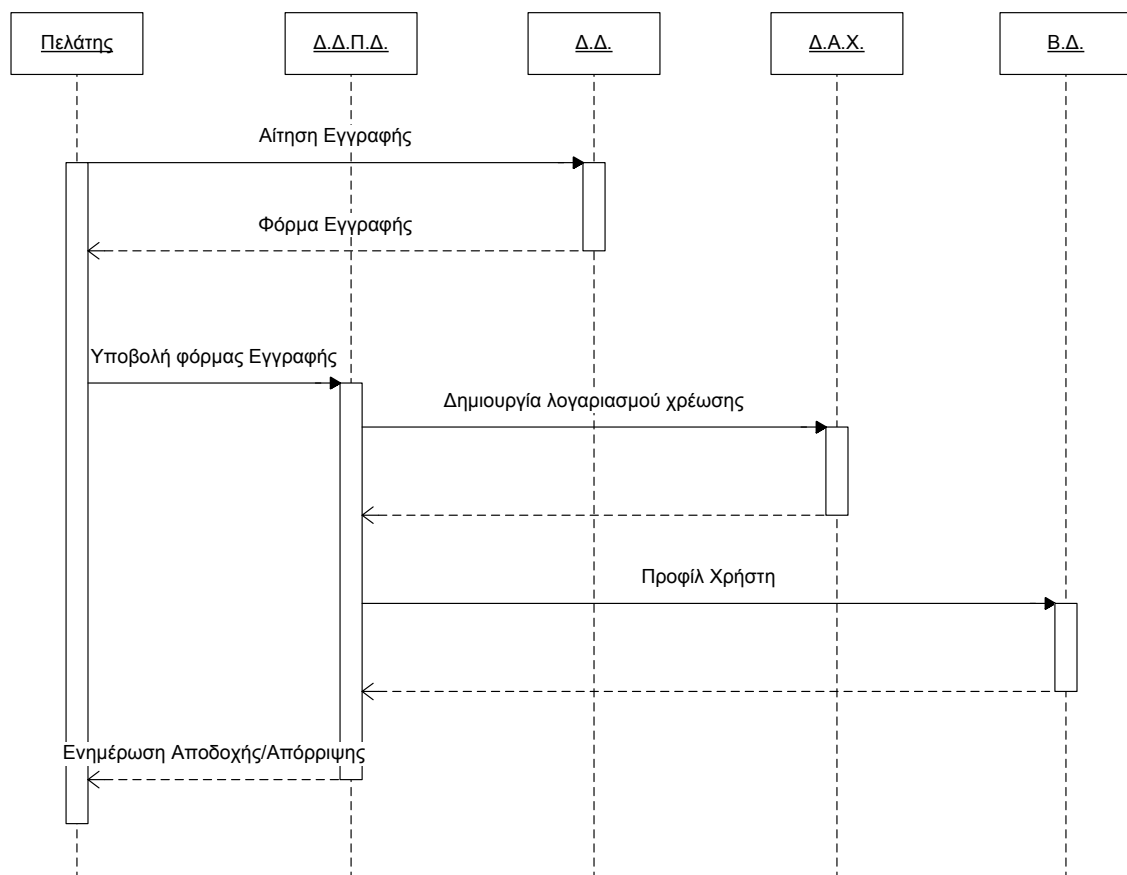 Πελάτης
Δ.Δ.Π.Δ.
Δ.Δ.
Δ.Α.Χ.
Β.Δ.
Αίτηση Εγγραφής
Φόρμα Εγγραφής
Υποβολή φόρμας Εγγραφής
Δημιουργία λογαριασμού χρέωσης
Προφίλ Χρήστη
Ενημέρωση Αποδοχής/Απόρριψης